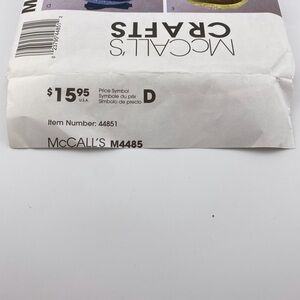 McCALL'S
CRAFTS
$15.95
U.S.A.
Price Symbol
Symbole du prix
Símbolo de precio
D
Item Number: 44851
McCALL'S M4485